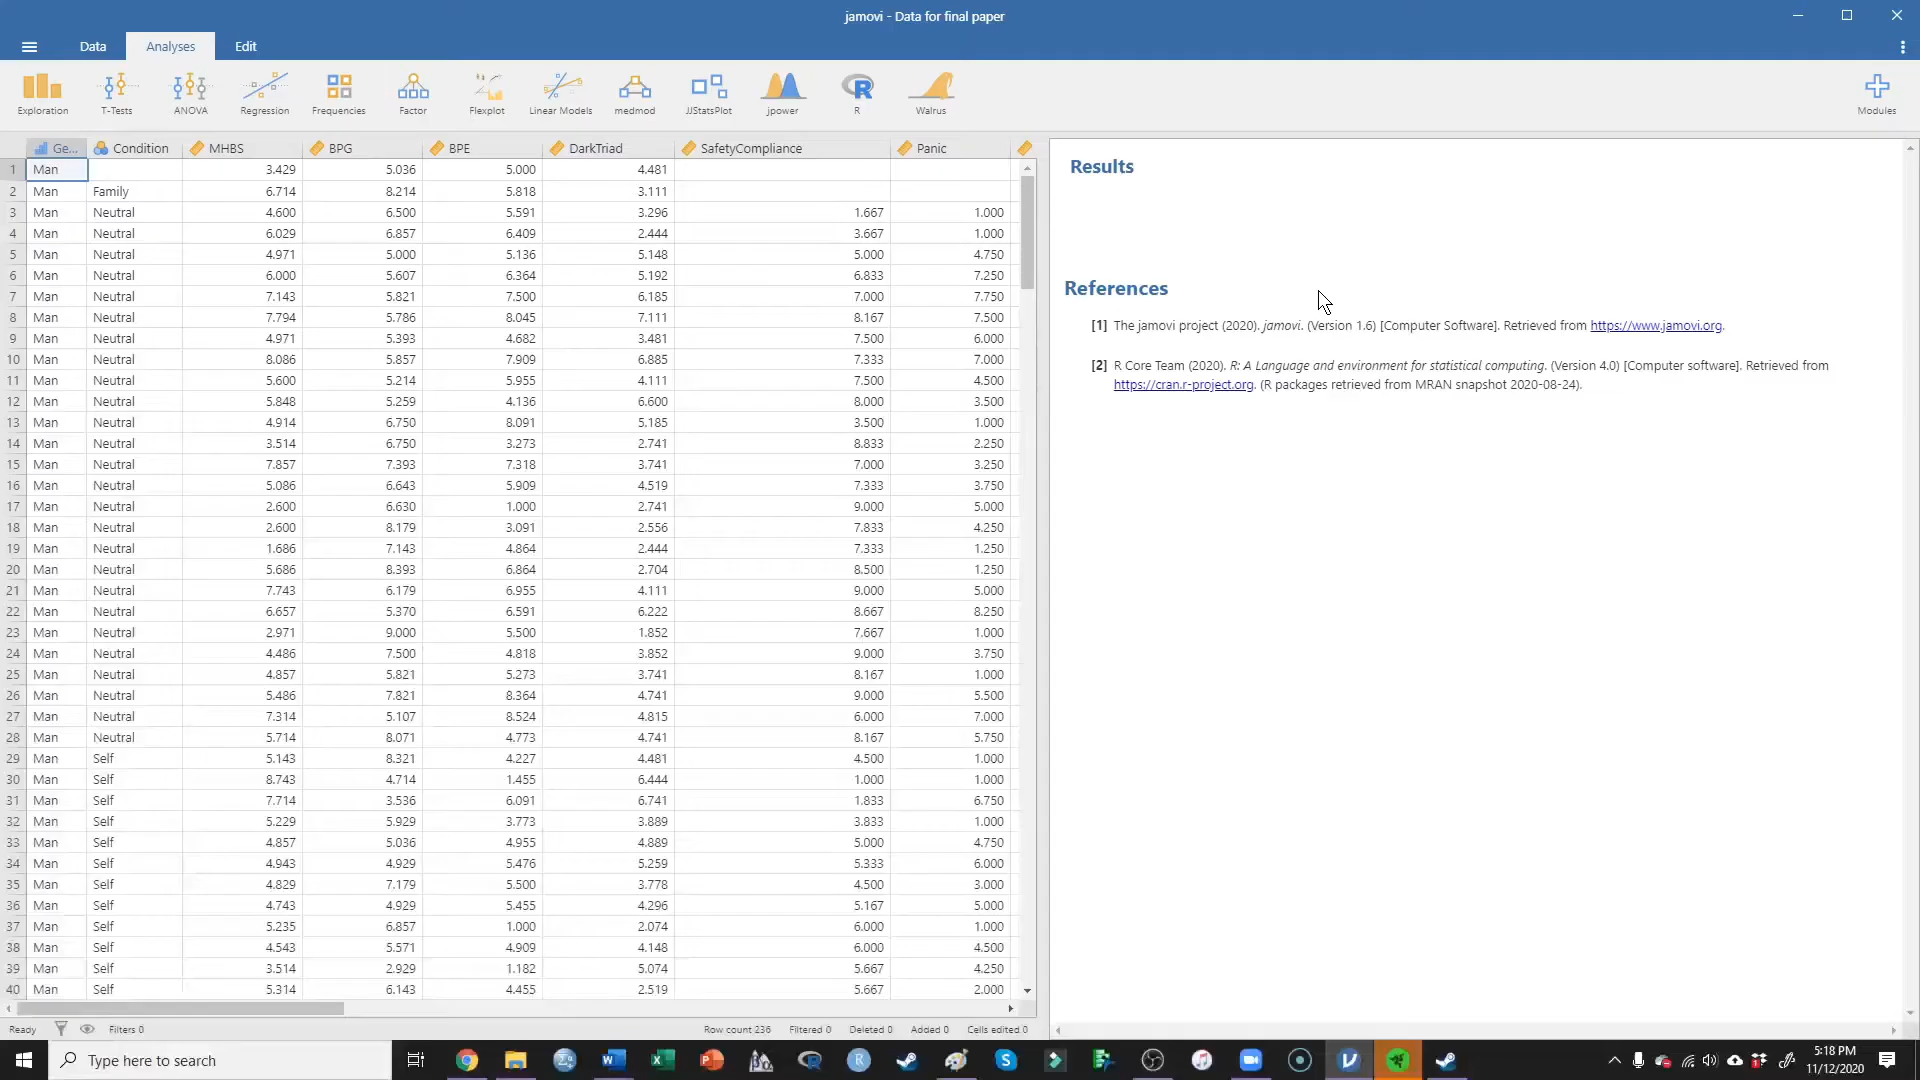 jamovi - Data for final paper
Data Analyses Edit
Exploration T-Tests ANOVA Regression Frequencies Factor Flexplot Linear Models medmod JJStatsPlot jpower R Walrus Modules
Ge... Condition MHBS BPG BPE DarkTriad SafetyCompliance Panic
1 Man 3.429 5.036 5.000 4.481
2 Man Family 6.714 8.214 5.818 3.111
3 Man Neutral 4.600 6.500 5.591 3.296 1.667 1.000
4 Man Neutral 6.029 6.857 6.409 2.444 3.667 1.000
5 Man Neutral 4.971 5.000 5.136 5.148 5.000 4.750
6 Man Neutral 6.000 5.607 6.364 5.192 6.833 7.250
7 Man Neutral 7.143 5.821 7.500 6.185 7.000 7.750
8 Man Neutral 7.794 5.786 8.045 7.111 8.167 7.500
9 Man Neutral 4.971 5.393 4.682 3.481 7.500 6.000
10 Man Neutral 8.086 5.857 7.909 6.885 7.333 7.000
11 Man Neutral 5.600 5.214 5.955 4.111 7.500 4.500
12 Man Neutral 5.848 5.259 4.136 6.600 8.000 3.500
13 Man Neutral 4.914 6.750 8.091 5.185 3.500 1.000
14 Man Neutral 3.514 6.750 3.273 2.741 8.833 2.250
15 Man Neutral 7.857 7.393 7.318 3.741 7.000 3.250
16 Man Neutral 5.086 6.643 5.909 4.519 7.333 3.750
17 Man Neutral 2.600 6.630 1.000 2.741 9.000 5.000
18 Man Neutral 2.600 8.179 3.091 2.556 7.833 4.250
19 Man Neutral 1.686 7.143 4.864 2.444 7.333 1.250
20 Man Neutral 5.686 8.393 6.864 2.704 8.500 1.250
21 Man Neutral 7.743 6.179 6.955 4.111 9.000 5.000
22 Man Neutral 6.657 5.370 6.591 6.222 8.667 8.250
23 Man Neutral 2.971 9.000 5.500 1.852 7.667 1.000
24 Man Neutral 4.486 7.500 4.818 3.852 9.000 3.750
25 Man Neutral 4.857 5.821 5.273 3.741 8.167 1.000
26 Man Neutral 5.486 7.821 8.364 4.741 9.000 5.500
27 Man Neutral 7.314 5.107 8.524 4.815 6.000 7.000
28 Man Neutral 5.714 8.071 4.773 4.741 8.167 5.750
29 Man Self 5.143 8.321 4.227 4.481 4.500 1.000
30 Man Self 8.743 4.714 1.455 6.444 1.000 1.000
31 Man Self 7.714 3.536 6.091 6.741 1.833 6.750
32 Man Self 5.229 5.929 3.773 3.889 3.833 1.000
33 Man Self 4.857 5.036 4.955 4.889 5.000 4.750
34 Man Self 4.943 4.929 5.476 5.259 5.333 6.000
35 Man Self 4.829 7.179 5.500 3.778 4.500 3.000
36 Man Self 4.743 4.929 5.455 4.296 5.167 5.000
37 Man Self 5.235 6.857 1.000 2.074 6.000 1.000
38 Man Self 4.543 5.571 4.909 4.148 6.000 4.500
39 Man Self 3.514 2.929 1.182 5.074 5.667 4.250
40 Man Self 5.314 6.143 4.455 2.519 5.667 2.000
Ready Filters 0 Row count 236 Filtered 0 Deleted 0 Added 0 Cells edited 0
Results
References
[1] The jamovi project (2020). jamovi. (Version 1.6) [Computer Software]. Retrieved from https://www.jamovi.org.
[2] R Core Team (2020). R: A Language and environment for statistical computing. (Version 4.0) [Computer software]. Retrieved from
https://cran.r-project.org. (R packages retrieved from MRAN snapshot 2020-08-24).
Type here to search
5:18 PM
11/12/2020